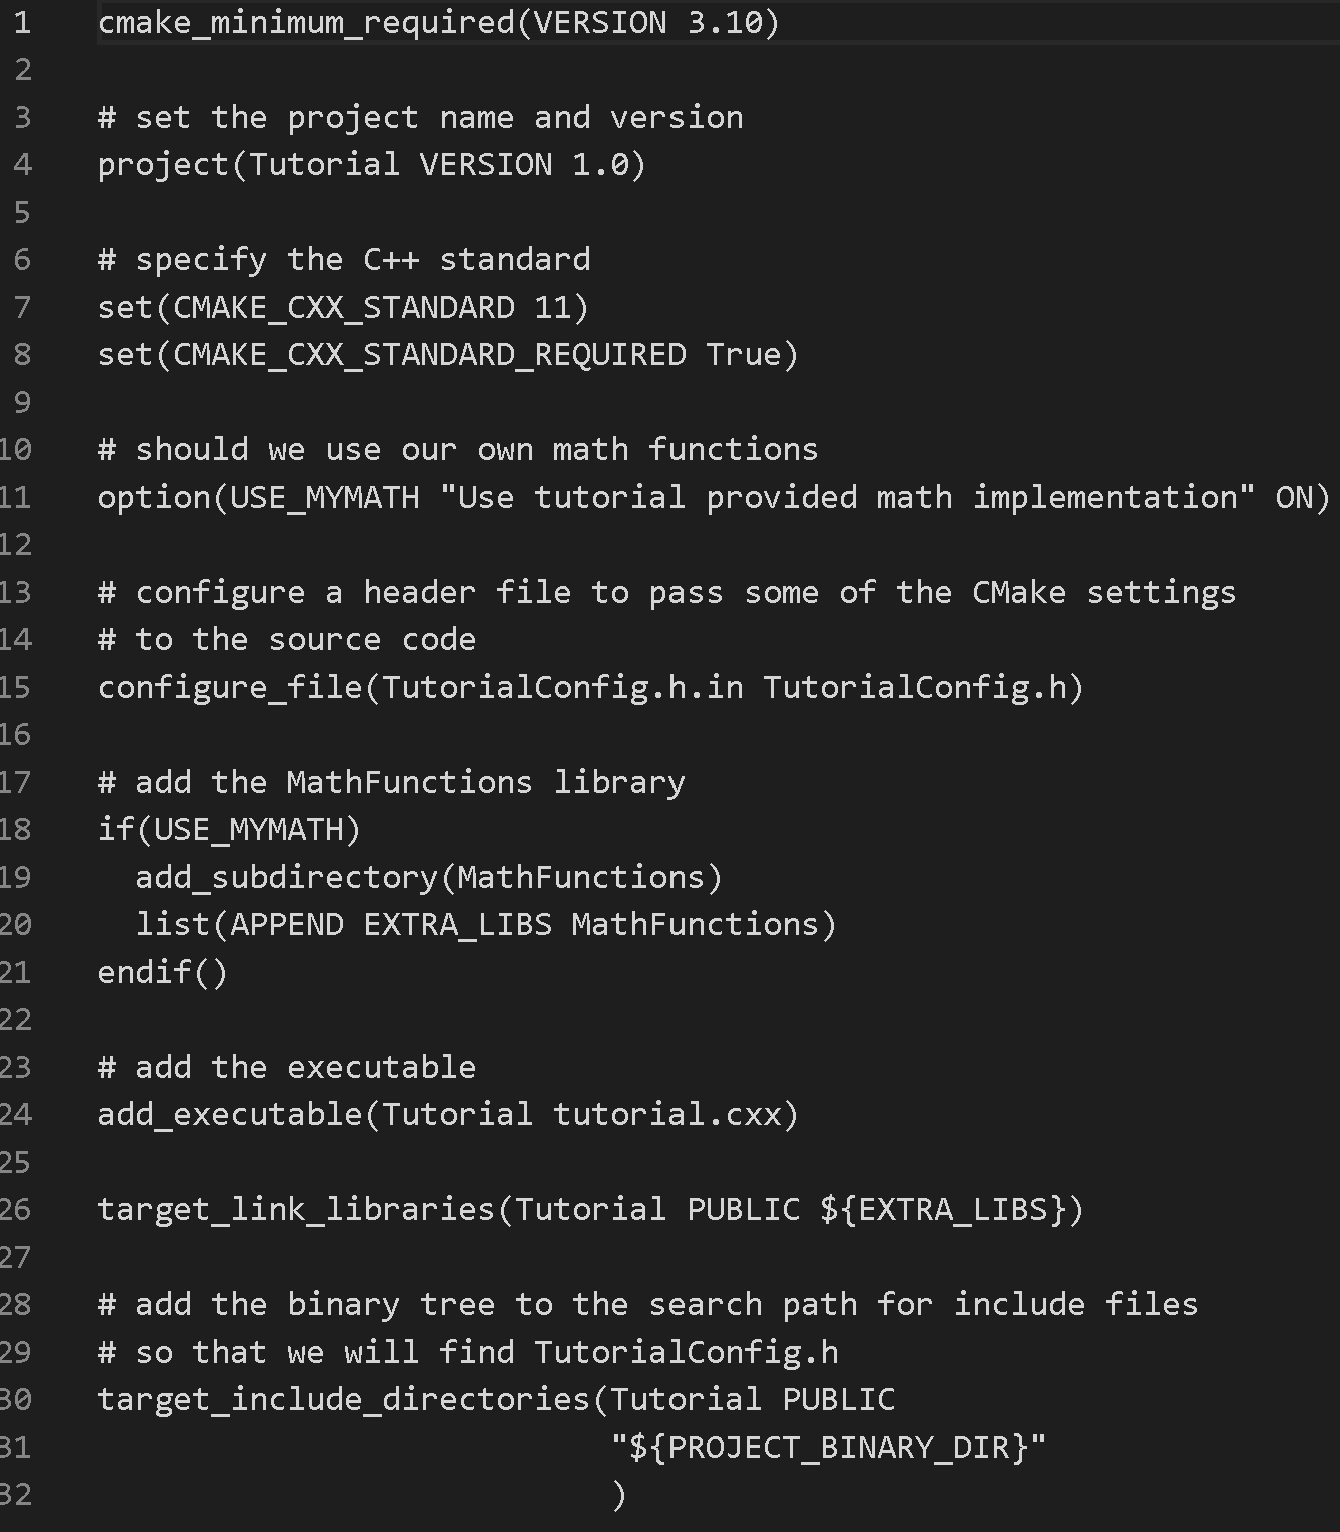 1 cmake_minimum_required(VERSION 3.10)
2
3 # set the project name and version
4 project(Tutorial VERSION 1.0)
5
6 # specify the C++ standard
7 set(CMAKE_CXX_STANDARD 11)
8 set(CMAKE_CXX_STANDARD_REQUIRED True)
9
10 # should we use our own math functions
11 option(USE_MYMATH "Use tutorial provided math implementation" ON)
12
13 # configure a header file to pass some of the CMake settings
14 # to the source code
15 configure_file(TutorialConfig.h.in TutorialConfig.h)
16
17 # add the MathFunctions library
18 if(USE_MYMATH)
19   add_subdirectory(MathFunctions)
20   list(APPEND EXTRA_LIBS MathFunctions)
21 endif()
22
23 # add the executable
24 add_executable(Tutorial tutorial.cxx)
25
26 target_link_libraries(Tutorial PUBLIC ${EXTRA_LIBS})
27
28 # add the binary tree to the search path for include files
29 # so that we will find TutorialConfig.h
30 target_include_directories(Tutorial PUBLIC
31                            "${PROJECT_BINARY_DIR}"
32                            )